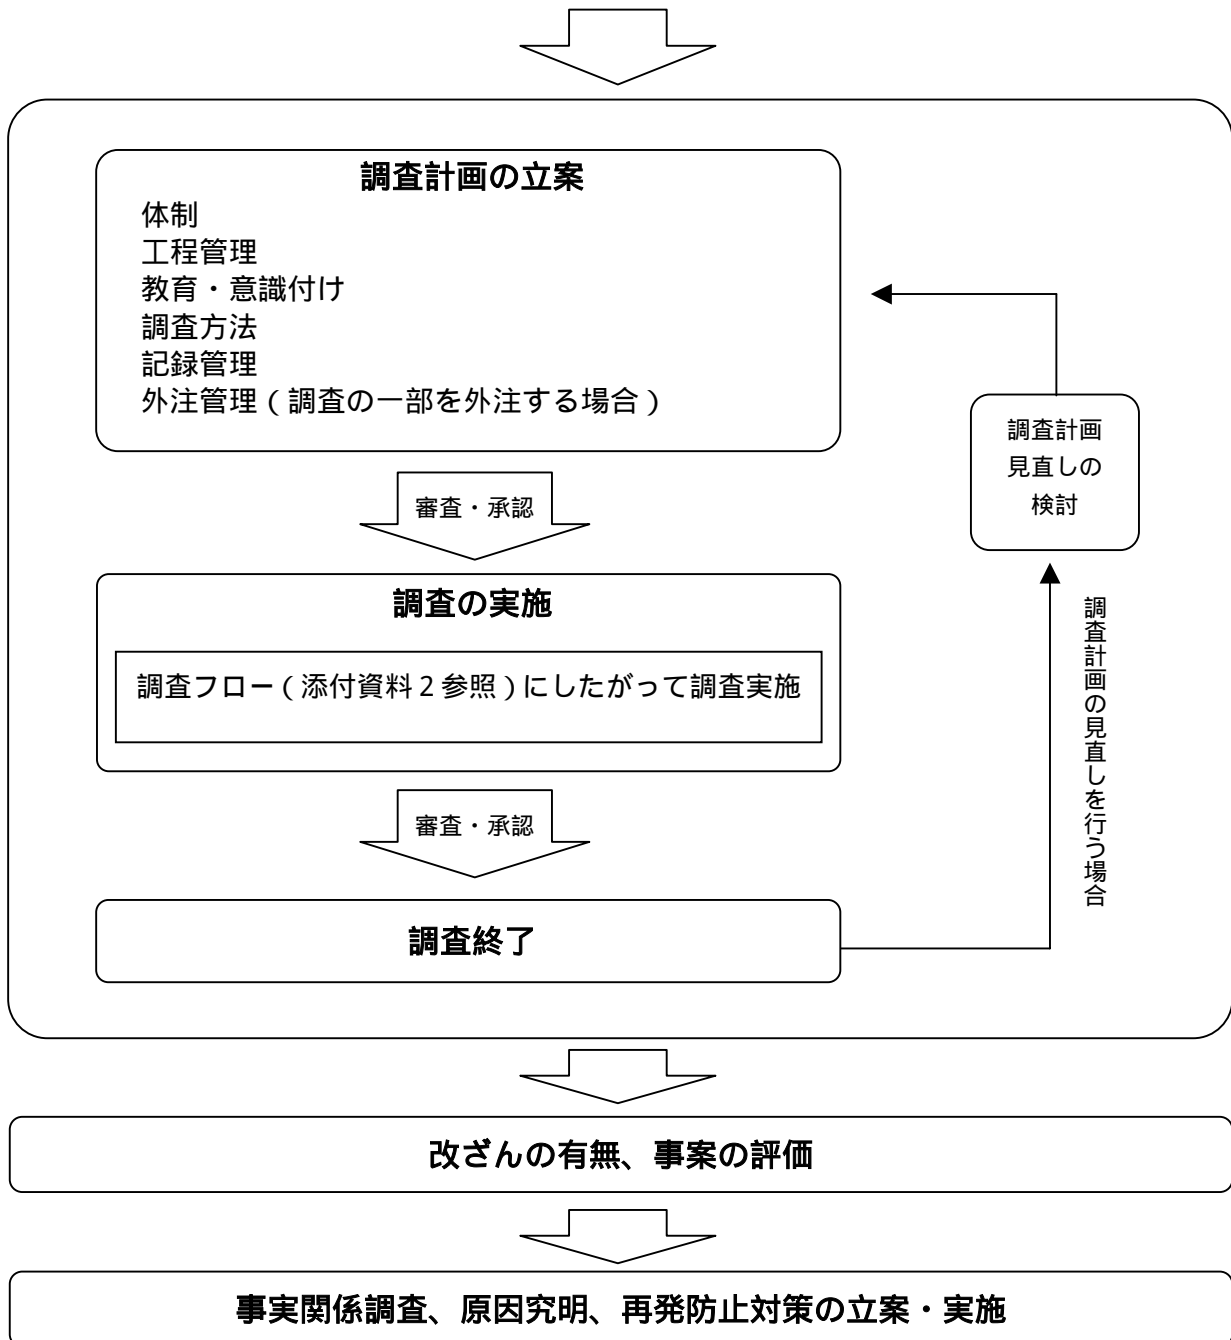 調査計画の立案
体制
工程管理
教育・意識付け
調査方法
記録管理
外注管理（調査の一部を外注する場合）
審査・承認
調査の実施
調査フロー（添付資料２参照）にしたがって調査実施
審査・承認
調査終了
調査計画の見直しを行う場合
調査計画
見直しの
検討
改ざんの有無、事案の評価
事実関係調査、原因究明、再発防止対策の立案・実施